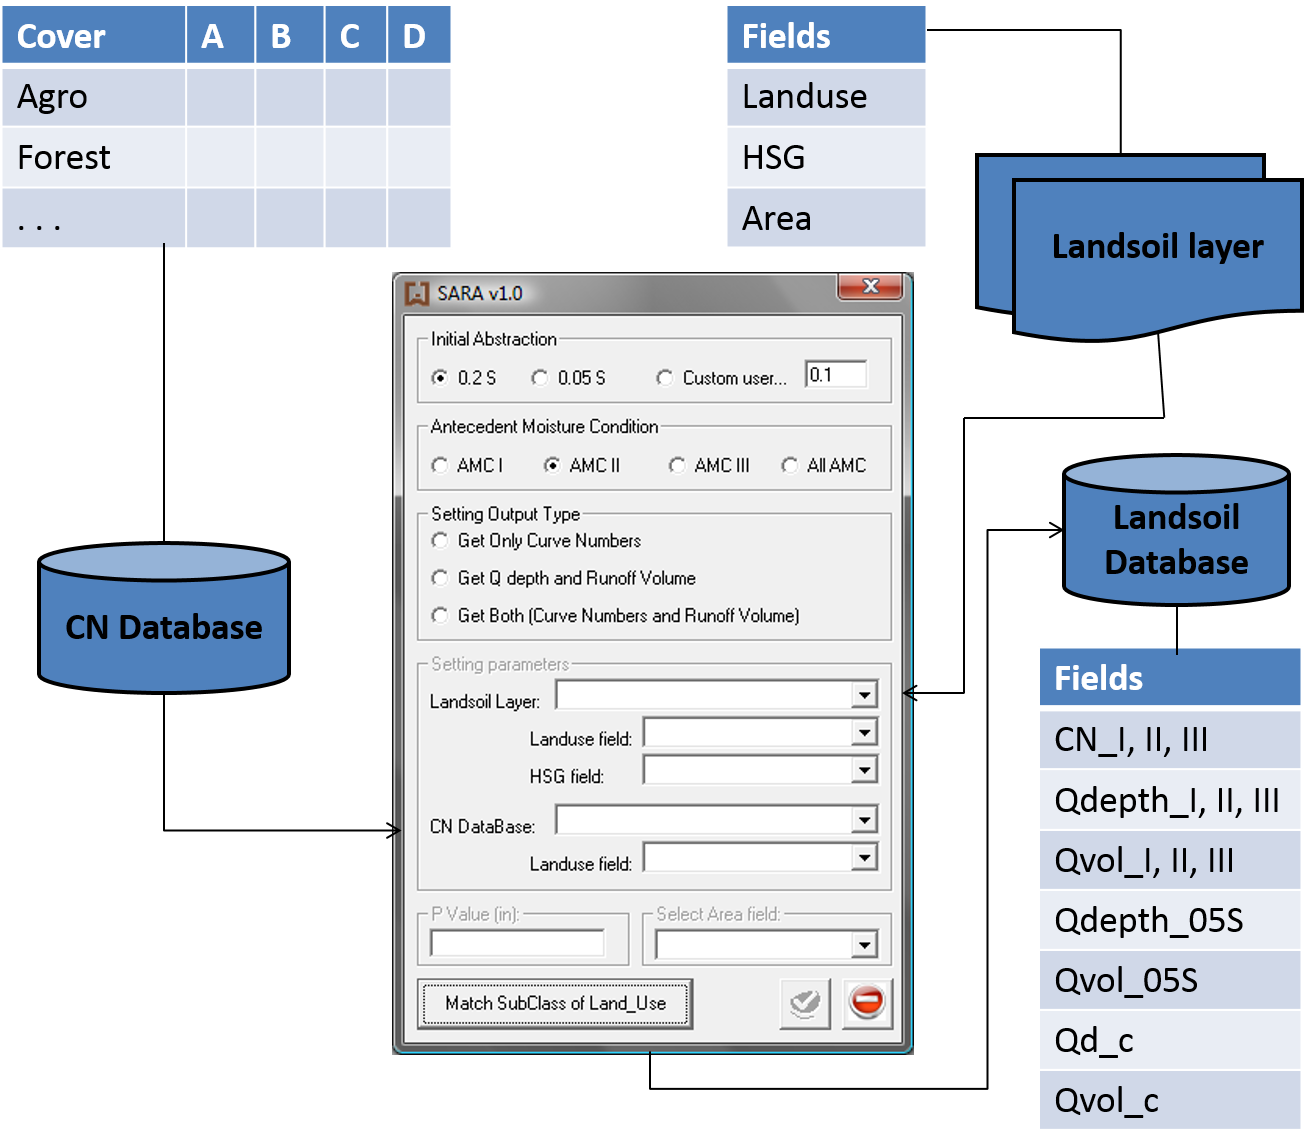 Cover A B C D
Agro
Forest
. . .
Fields
Landuse
HSG
Area
Landsoil layer
SARA v1.0
Initial Abstraction
0.2 S 0.05 S Custom user... 0.1
Antecedent Moisture Condition
AMC I AMC II AMC III All AMC
Setting Output Type
Get Only Curve Numbers
Get Q depth and Runoff Volume
Get Both (Curve Numbers and Runoff Volume)
Setting parameters
Landsoil Layer:
Landuse field:
HSG field:
CN DataBase:
Landuse field:
P Value (in): Select Area field:
Match SubClass of Land_Use
CN Database
Landsoil
Database
Fields
CN_I, II, III
Qdepth_I, II, III
Qvol_I, II, III
Qdepth_05S
Qvol_05S
Qd_c
Qvol_c